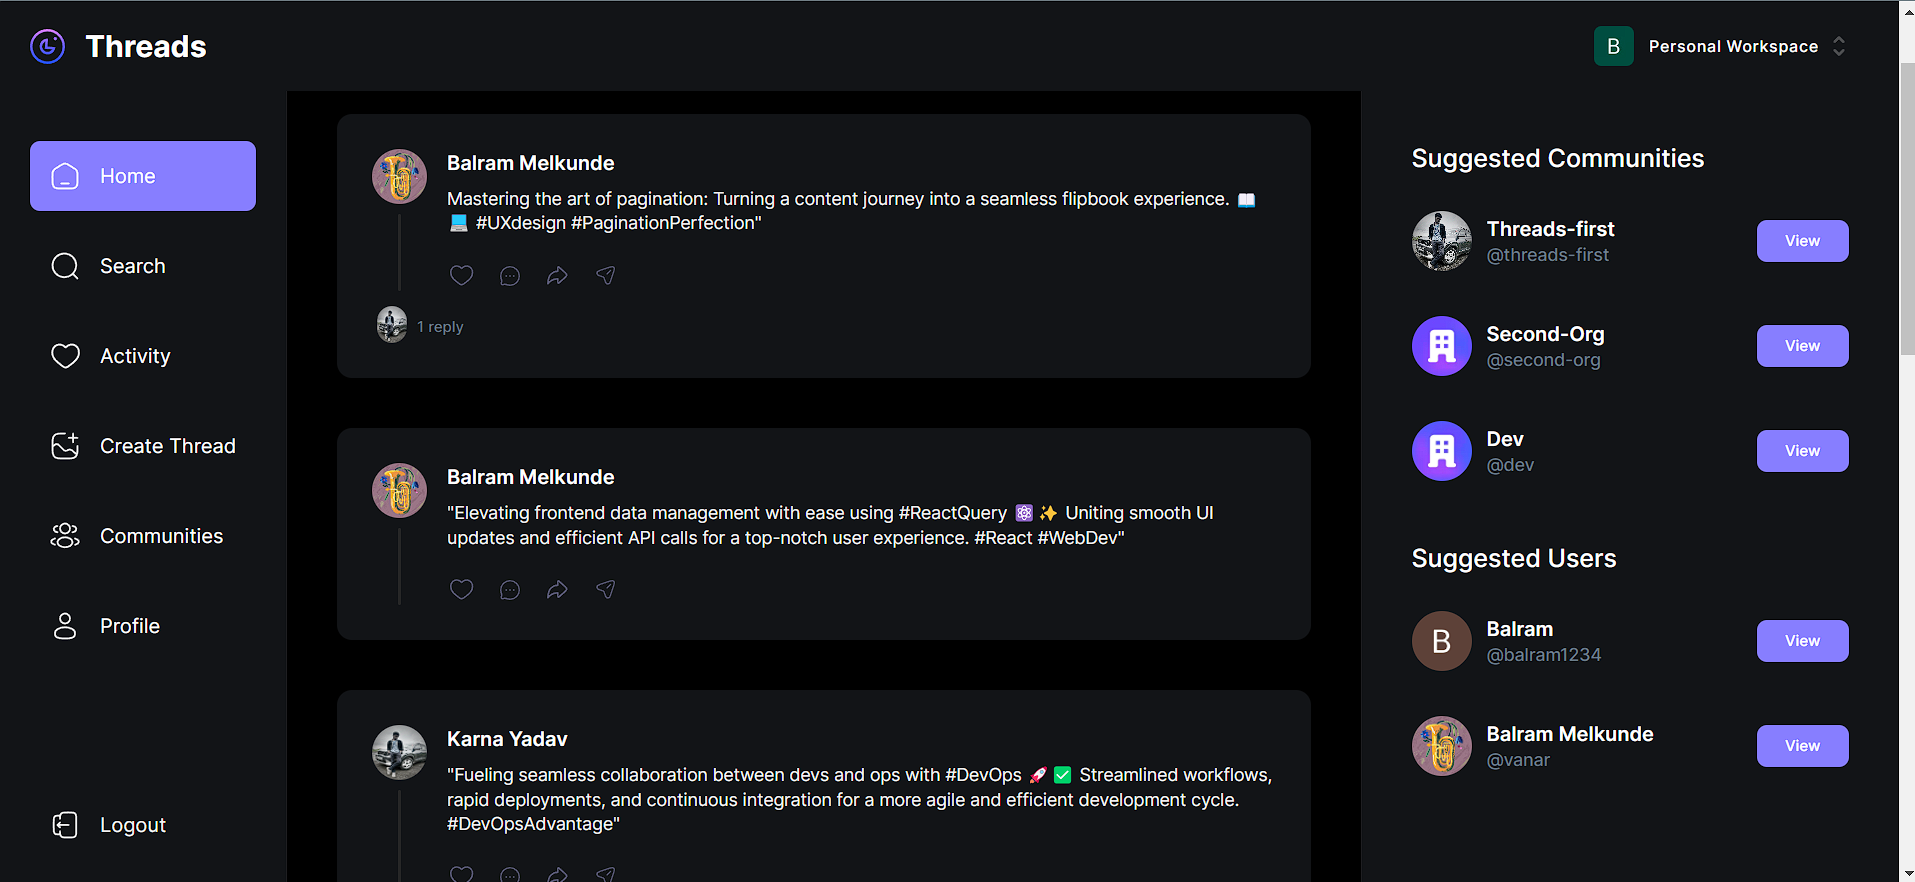 Threads
B Personal Workspace
Home
Search
Activity
Create Thread
Communities
Profile
Logout
Balram Melkunde
Mastering the art of pagination: Turning a content journey into a seamless flipbook experience. 📖
💻 #UXdesign #PaginationPerfection"
1 reply
Balram Melkunde
"Elevating frontend data management with ease using #ReactQuery ⚛️ ✨ Uniting smooth UI
updates and efficient API calls for a top-notch user experience. #React #WebDev"
Karna Yadav
"Fueling seamless collaboration between devs and ops with #DevOps 🚀 ✅ Streamlined workflows,
rapid deployments, and continuous integration for a more agile and efficient development cycle.
#DevOpsAdvantage"
Suggested Communities
Threads-first
@threads-first
View
Second-Org
@second-org
View
Dev
@dev
View
Suggested Users
B
Balram
@balram1234
View
Balram Melkunde
@vanar
View